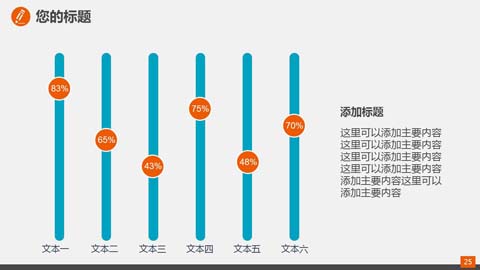 您的标题
83%
65%
43%
75%
48%
70%
文本一
文本二
文本三
文本四
文本五
文本六
添加标题
这里可以添加主要内容
这里可以添加主要内容
这里可以添加主要内容
这里可以添加主要内容
添加主要内容这里可以
添加主要内容
25